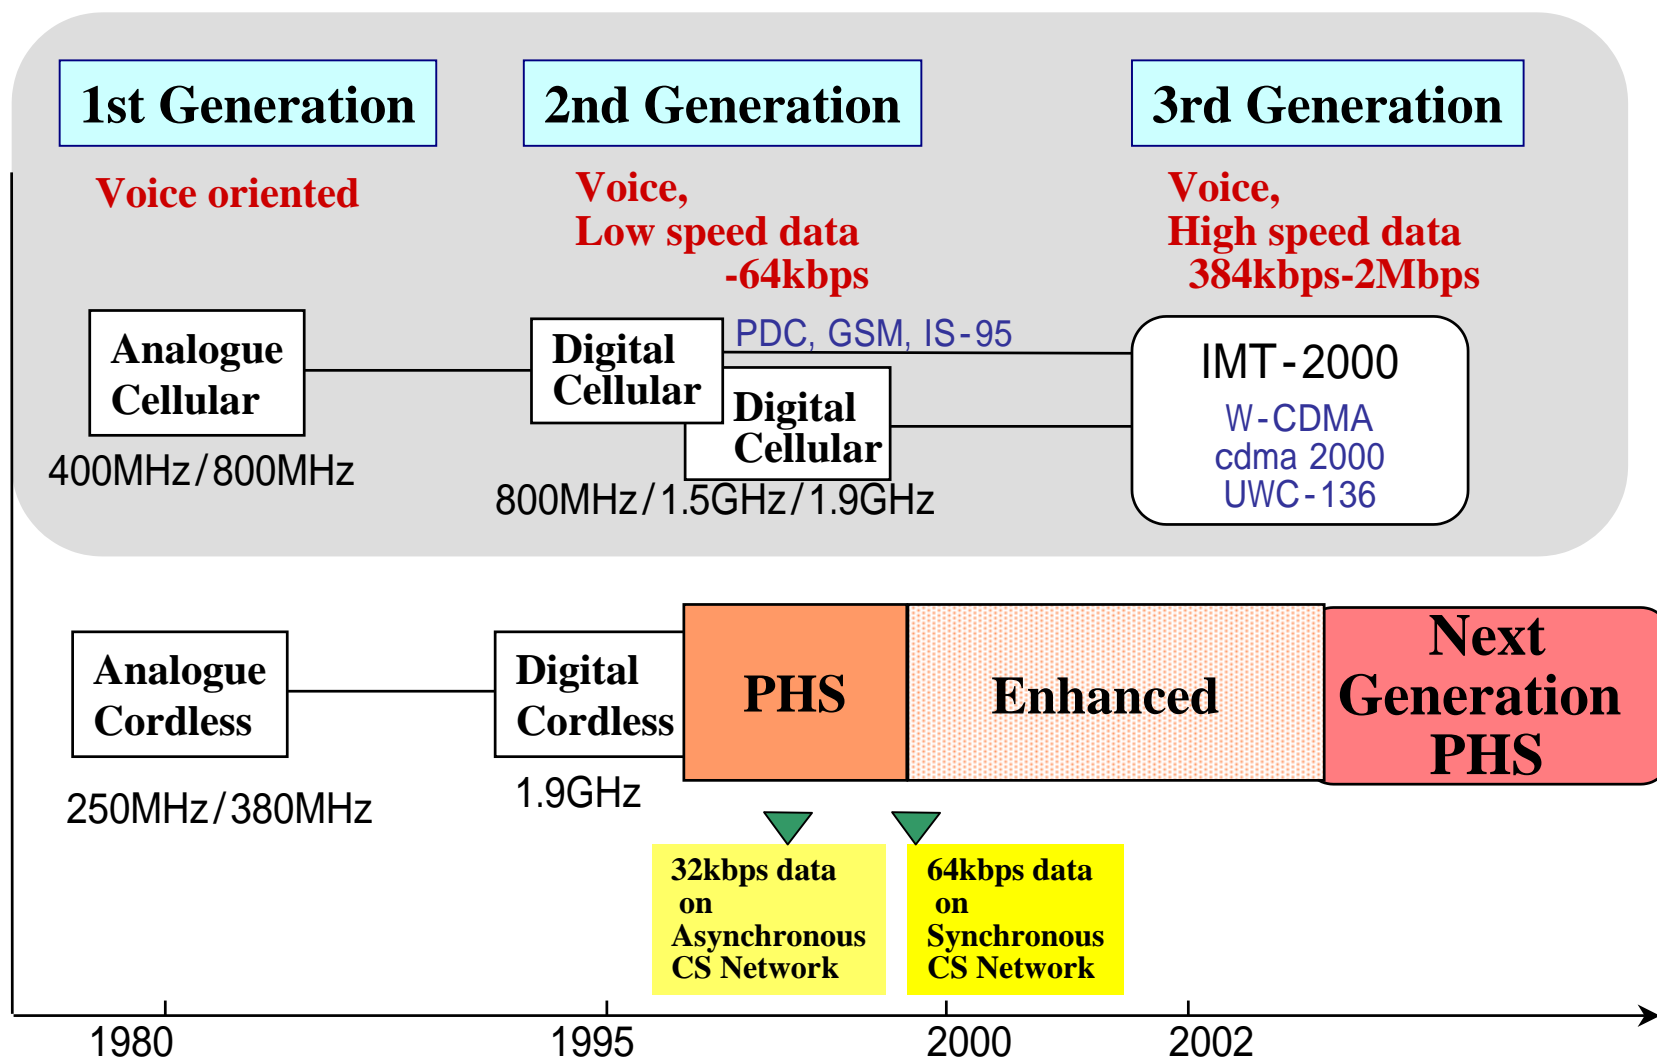 1st Generation
2nd Generation
3rd Generation
Voice oriented
Voice,
Low speed data
-64kbps
Voice,
High speed data
384kbps-2Mbps
Analogue
Cellular
400MHz/800MHz
Digital
Cellular
PDC, GSM, IS-95
Digital
Cellular
800MHz/1.5GHz/1.9GHz
IMT-2000
W-CDMA
cdma 2000
UWC-136
Analogue
Cordless
250MHz/380MHz
Digital
Cordless
1.9GHz
PHS
Enhanced
Next
Generation
PHS
32kbps data
on
Asynchronous
CS Network
64kbps data
on
Synchronous
CS Network
1980
1995
2000
2002